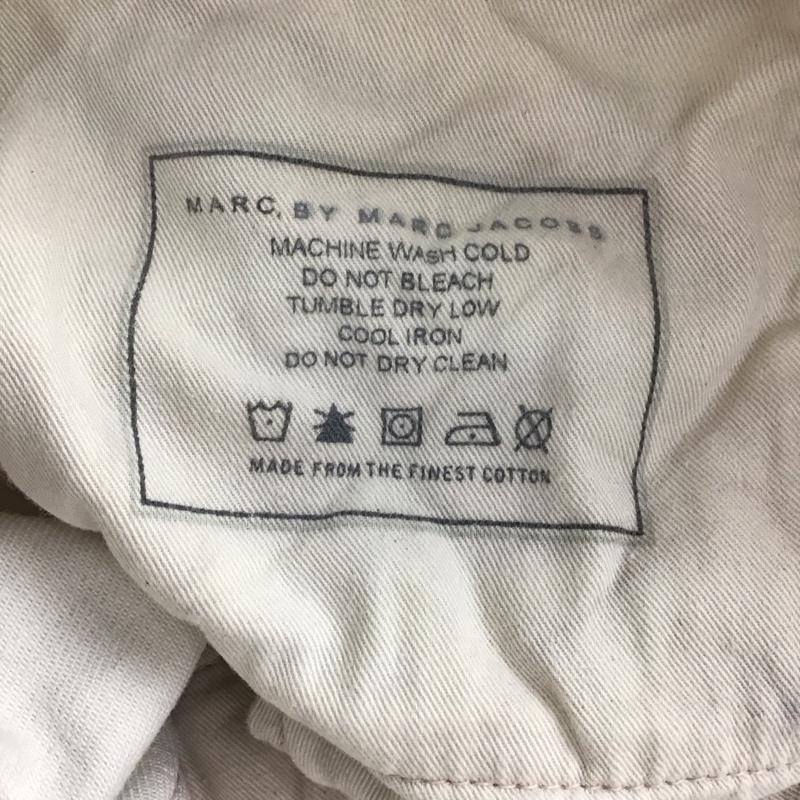 MARC, BY MARC JACOBS
MACHINE WASH COLD
DO NOT BLEACH
TUMBLE DRY LOW
COOL IRON
DO NOT DRY CLEAN
MADE FROM THE FINEST COTTON